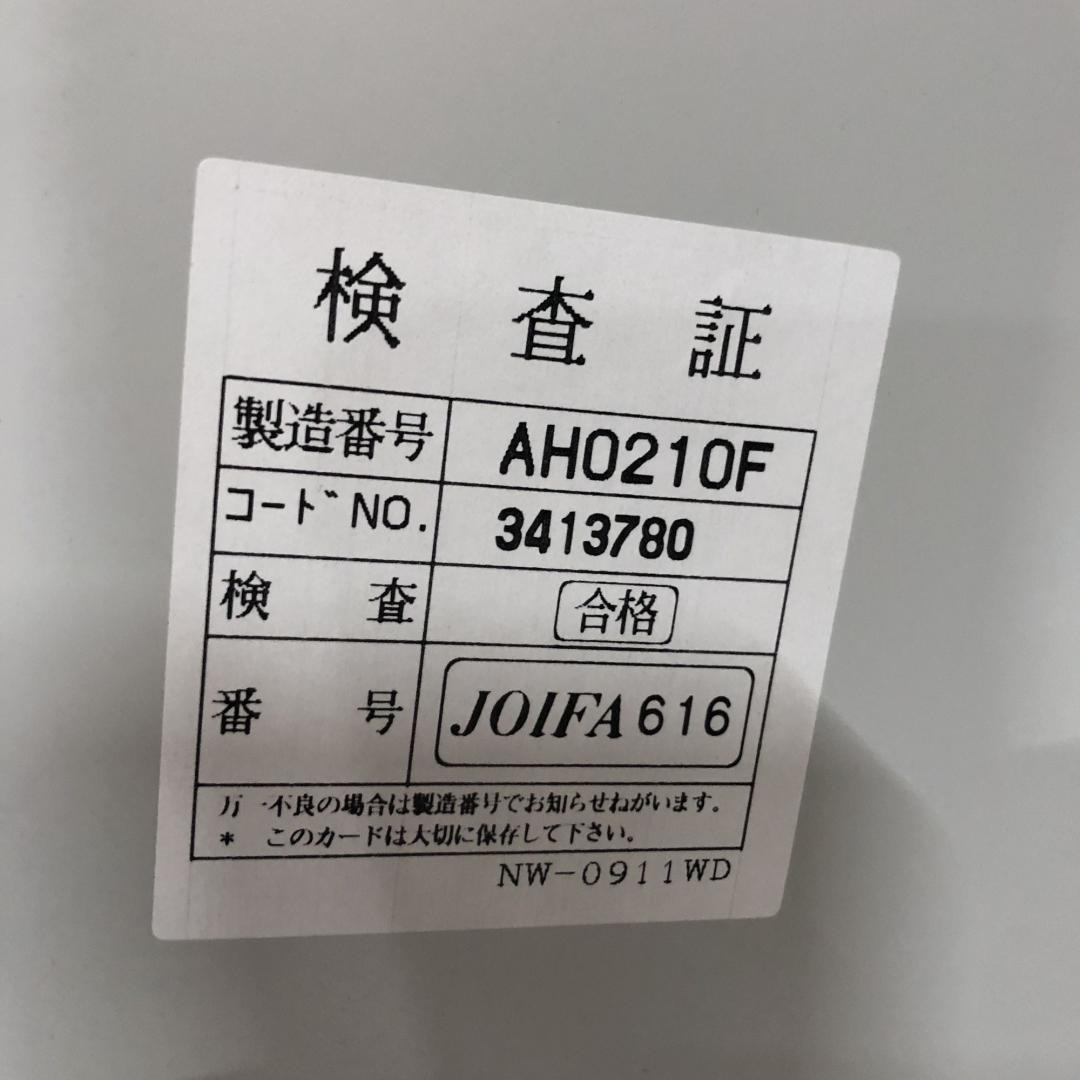 検査証
製造番号 AH0210F
コードNO. 3413780
検査 合格
番号 JOIFA616
万一不良の場合は製造番号でお知らせねがいます。
* このカードは大切に保存して下さい。
NW-0911WD